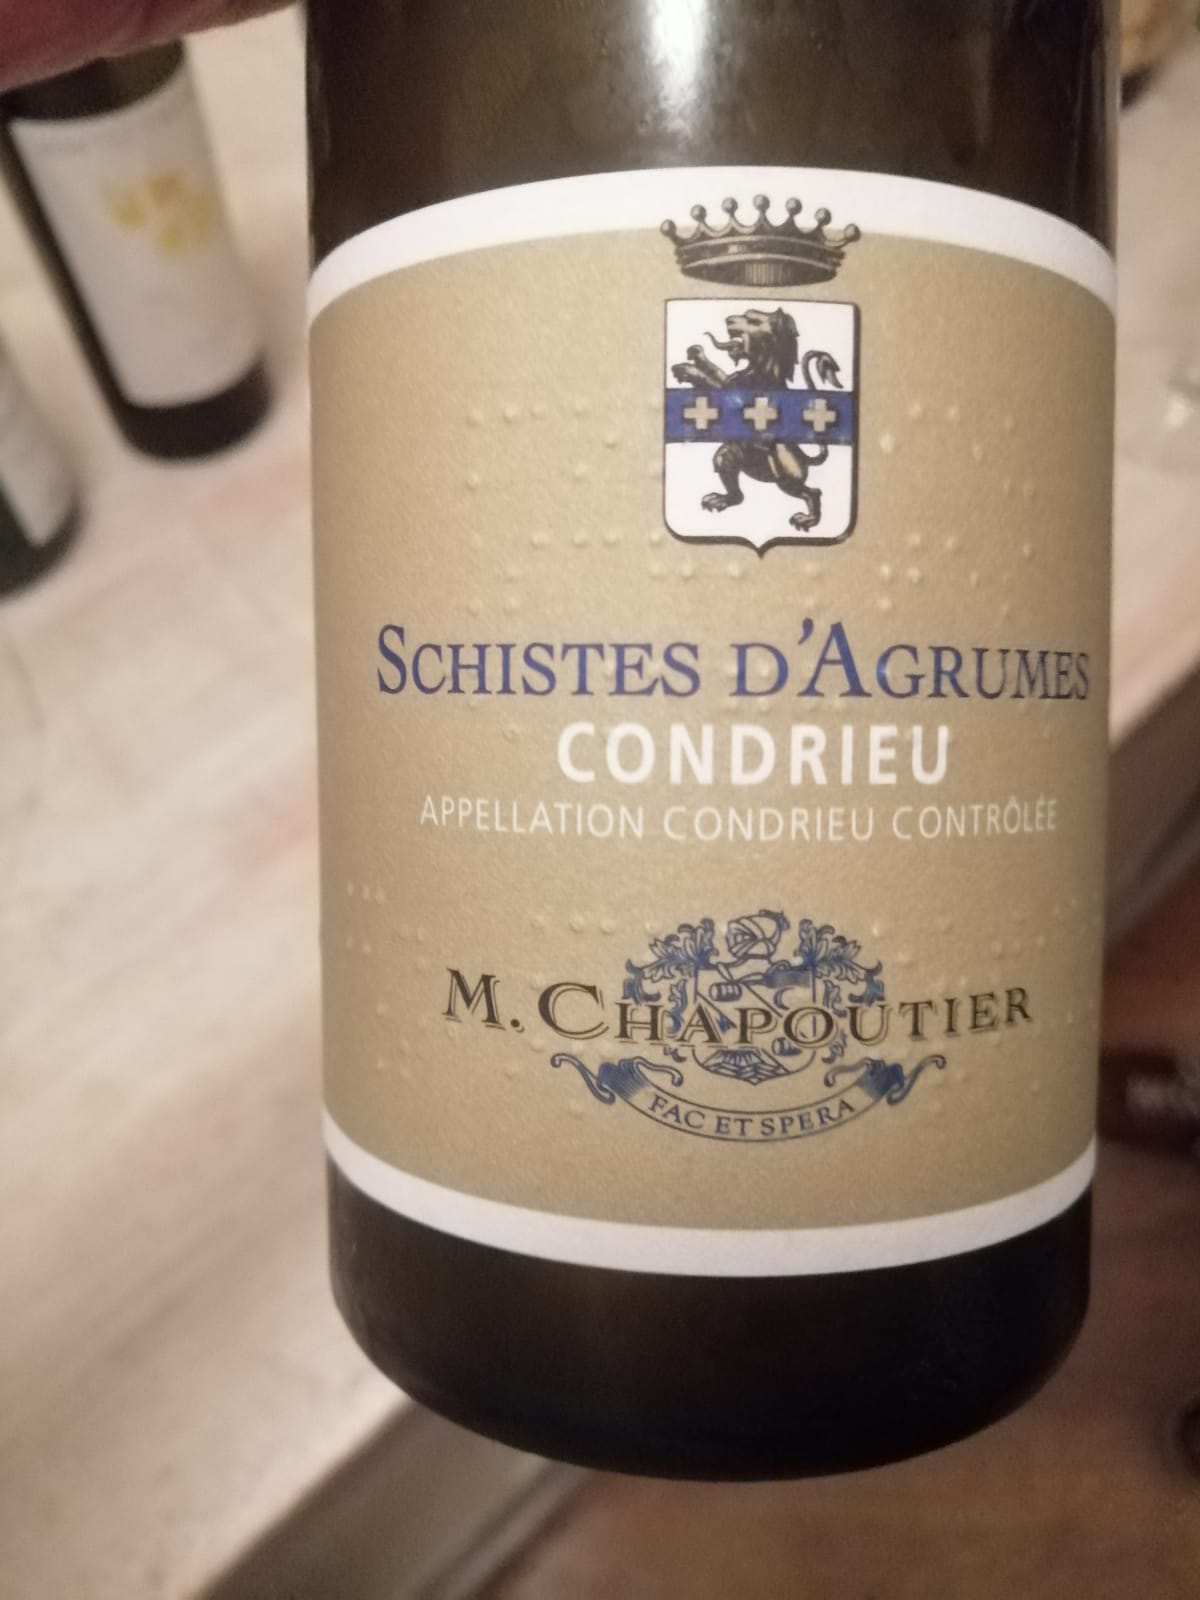 SCHISTES D'AGRUMES
CONDRIEU
APPELLATION CONDRIEU CONTRÔLÉE
M. CHAPOUTIER
FAC ET SPERA